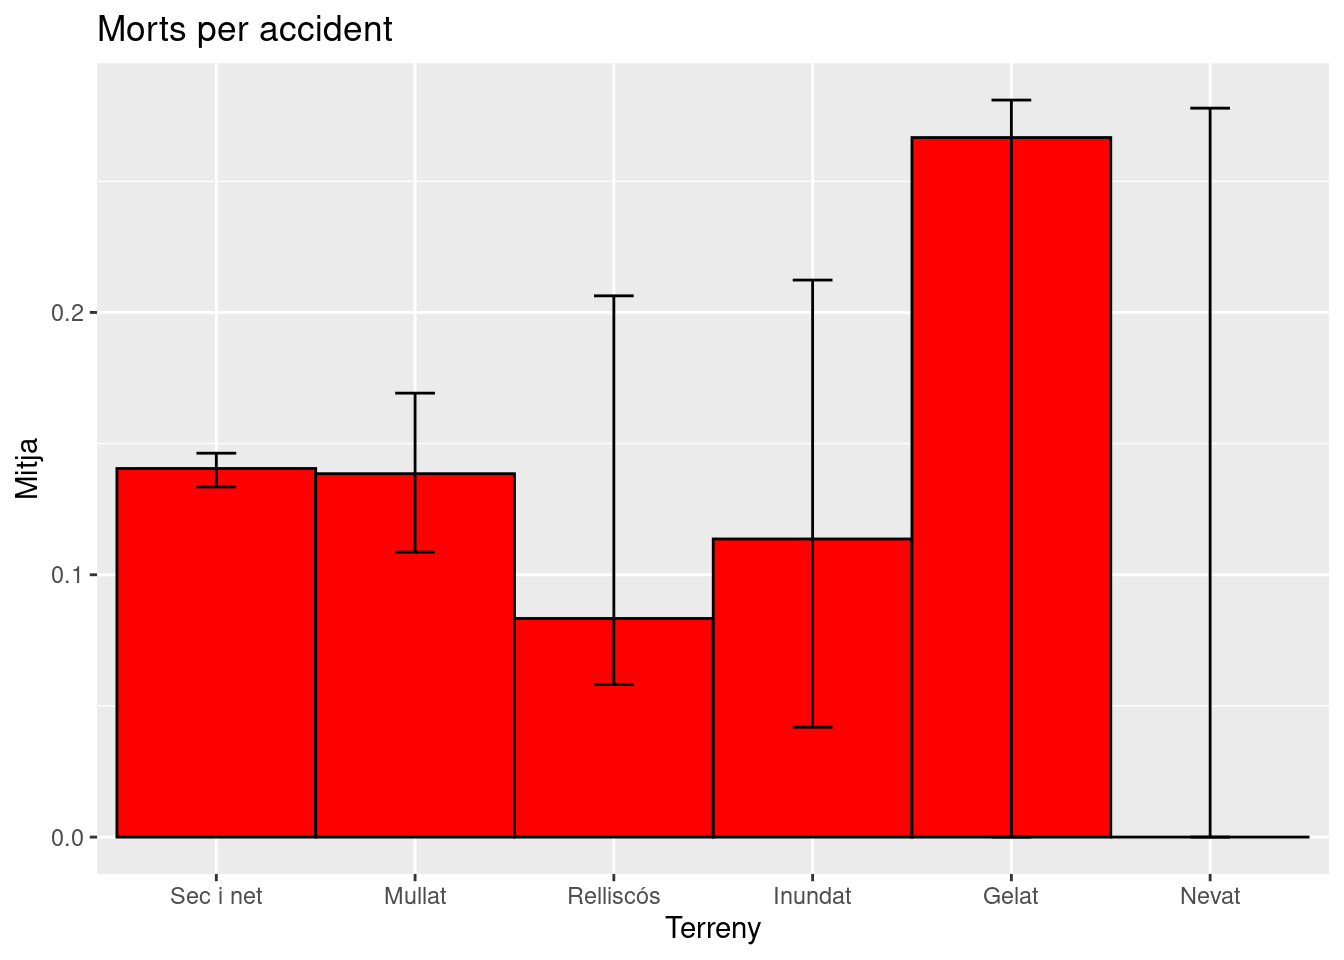 Morts per accident
Mitja
0.2
0.1
0.0
Sec i net Mullat Relliscós Inundat Gelat Nevat
Terreny